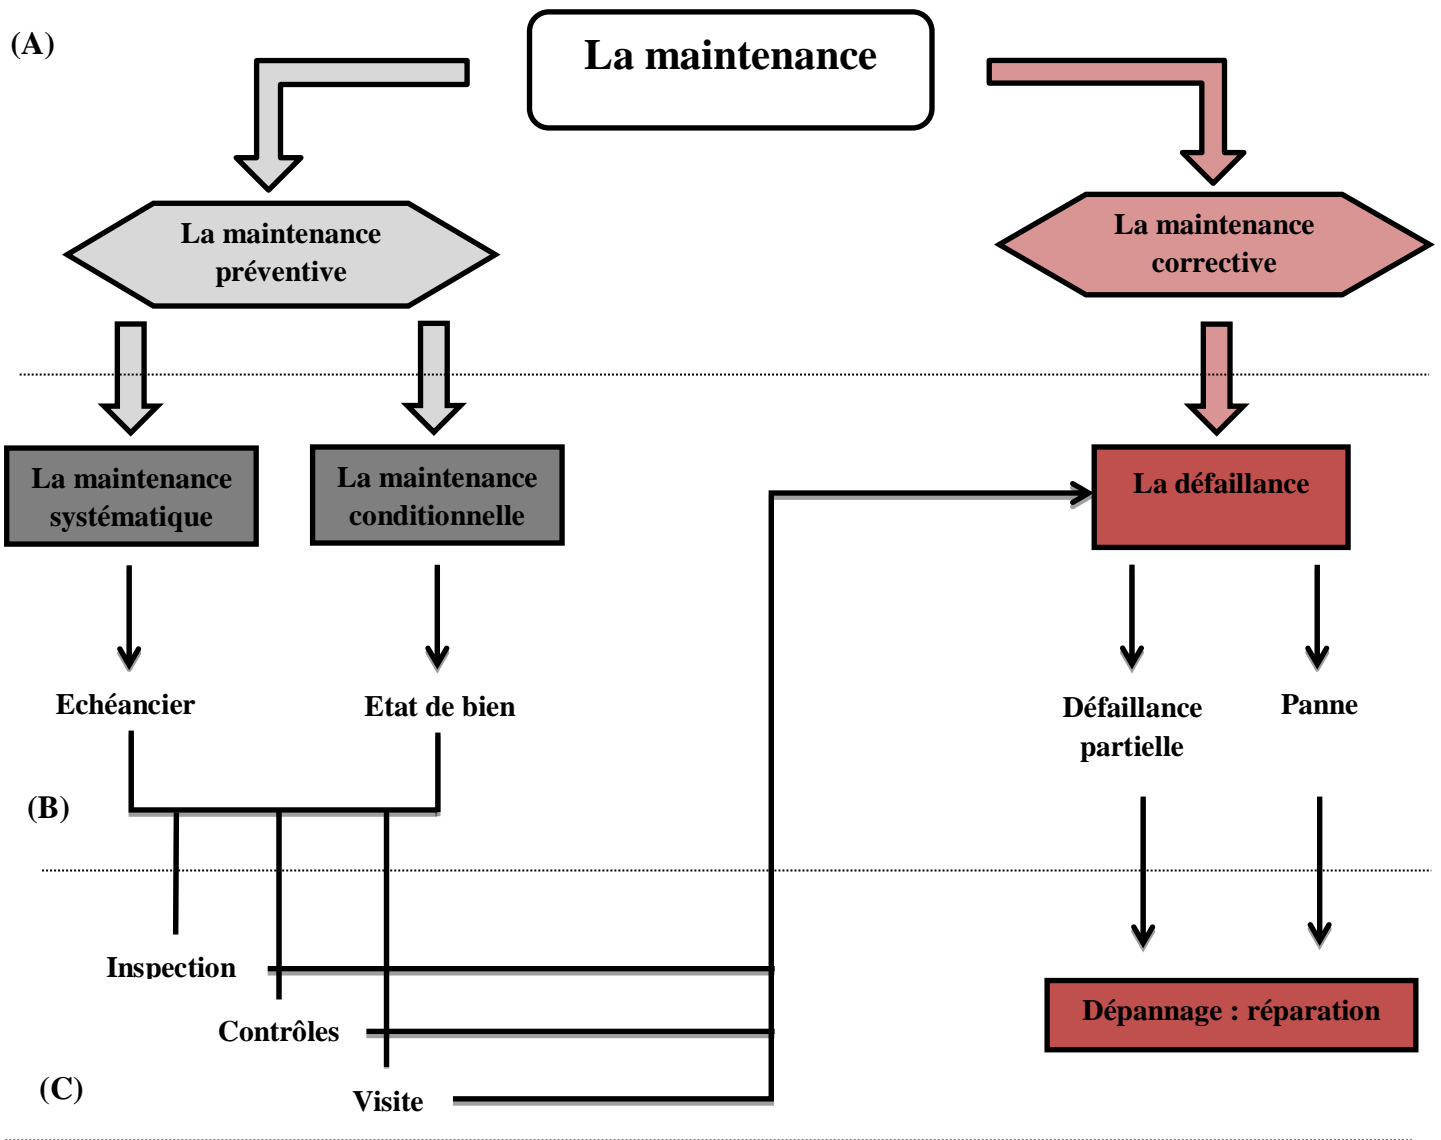 (A)
La maintenance
La maintenance
préventive
La maintenance
corrective
La maintenance
systématique
La maintenance
conditionnelle
La défaillance
Echéancier
Etat de bien
Défaillance
partielle
Panne
(B)
Inspection
Contrôles
Dépannage : réparation
(C)
Visite